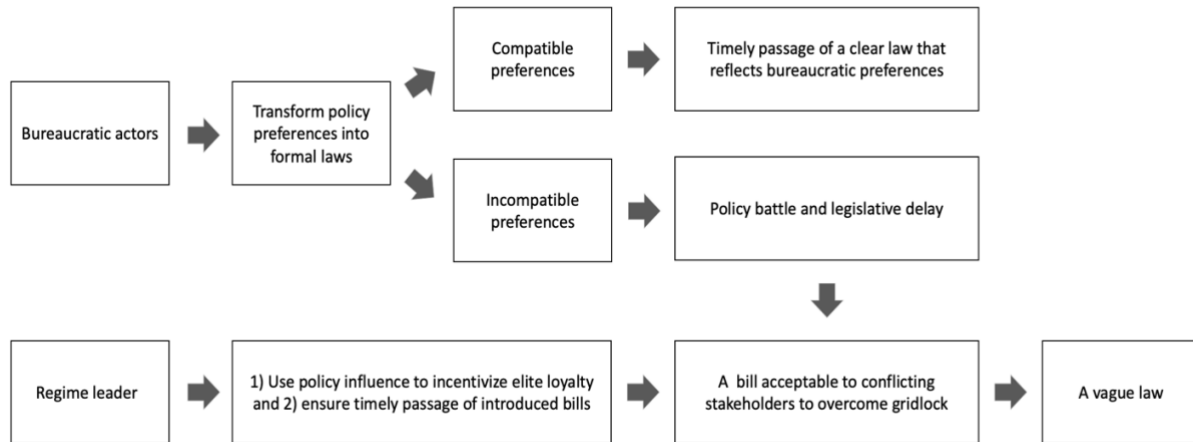 Compatible
preferences
Timely passage of a clear law that
reflects bureaucratic preferences
Bureaucratic actors
Transform policy
preferences into
formal laws
Incompatible
preferences
Policy battle and legislative delay
Regime leader
1) Use policy influence to incentivize elite loyalty
and 2) ensure timely passage of introduced bills
A bill acceptable to conflicting
stakeholders to overcome gridlock
A vague law